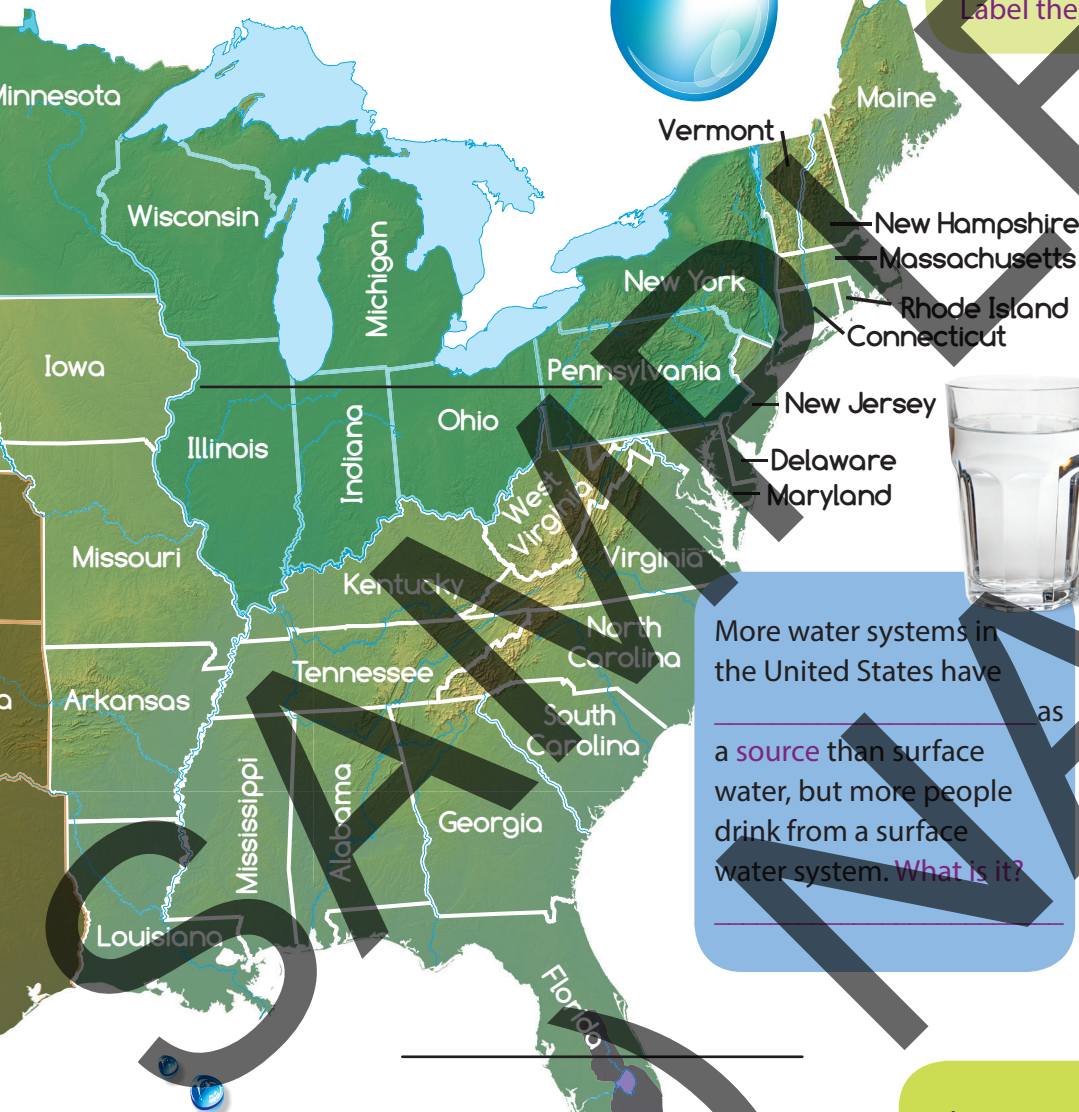 Label the
Minnesota
Maine
Vermont
Wisconsin
Michigan
New Hampshire
Massachusetts
New York
Rhode Island
Connecticut
Iowa
Pennsylvania
New Jersey
Illinois
Indiana
Ohio
Delaware
Maryland
West
Virginia
Missouri
Virginia
Kentucky
North
Carolina
Tennessee
a
Arkansas
South
Carolina
Mississippi
Alabama
Georgia
Louisiana
Florida
More water systems in
the United States have
as
a source than surface
water, but more people
drink from a surface
water system. What is it?
SAMPLE